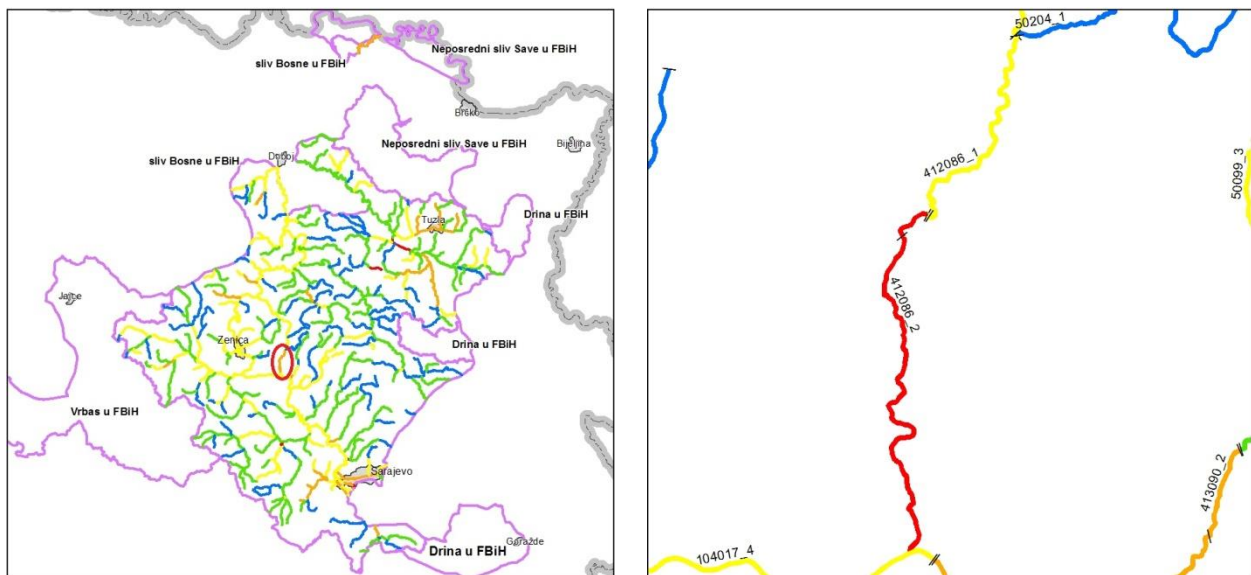 Neposredni sliv Save u FBiH
sliv Bosne u FBiH
Brčko
Bijeljina
Neposredni sliv Save u FBiH
sliv Bosne u FBiH
Doboj
Drina u FBiH
Tuzla
Jajce
Zenica
Drina u FBiH
Vrbas u FBiH
Sarajevo
Drina u FBiH
Goražde
50204_1
412086_1
50099_3
412086_2
413090_2
104017_4